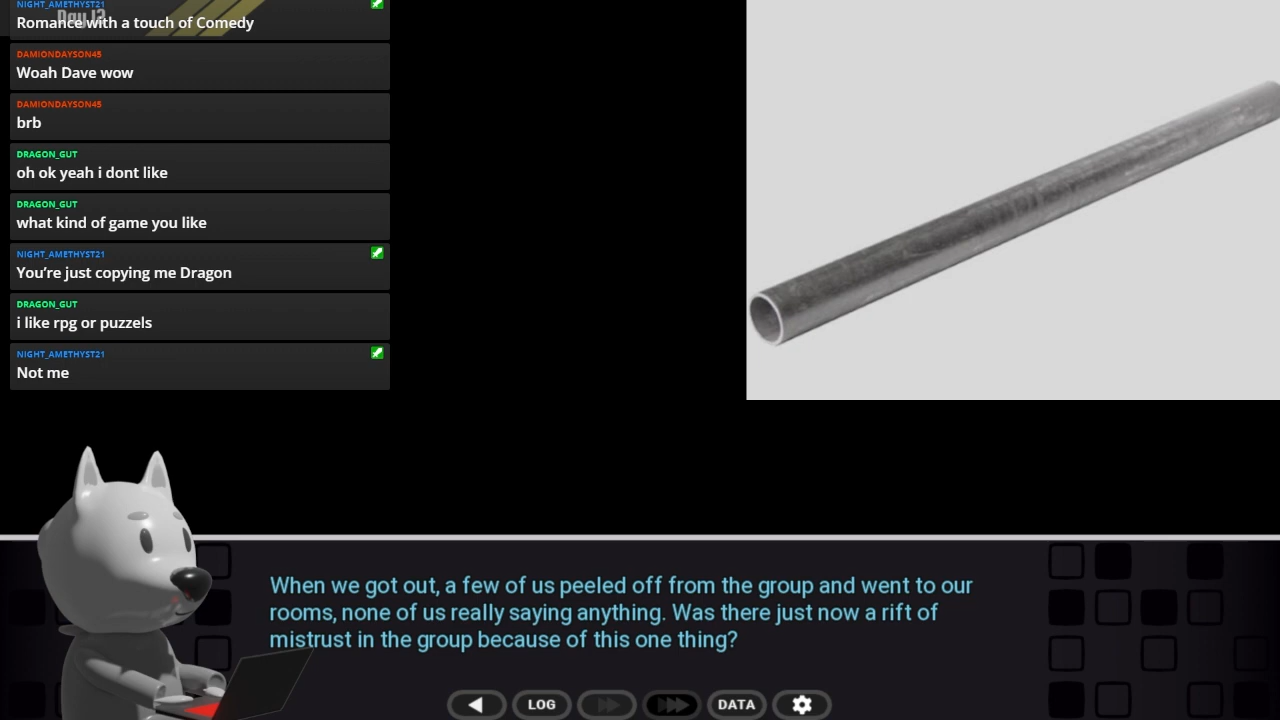 NIGHT_AMETHYST21
Day 12
Romance with a touch of Comedy
DAMIONDAYSON45
Woah Dave wow
DAMIONDAYSON45
brb
DRAGON_GUT
oh ok yeah i dont like
DRAGON_GUT
what kind of game you like
NIGHT_AMETHYST21
You’re just copying me Dragon
DRAGON_GUT
i like rpg or puzzels
NIGHT_AMETHYST21
Not me
When we got out, a few of us peeled off from the group and went to our
rooms, none of us really saying anything. Was there just now a rift of
mistrust in the group because of this one thing?
LOG
DATA